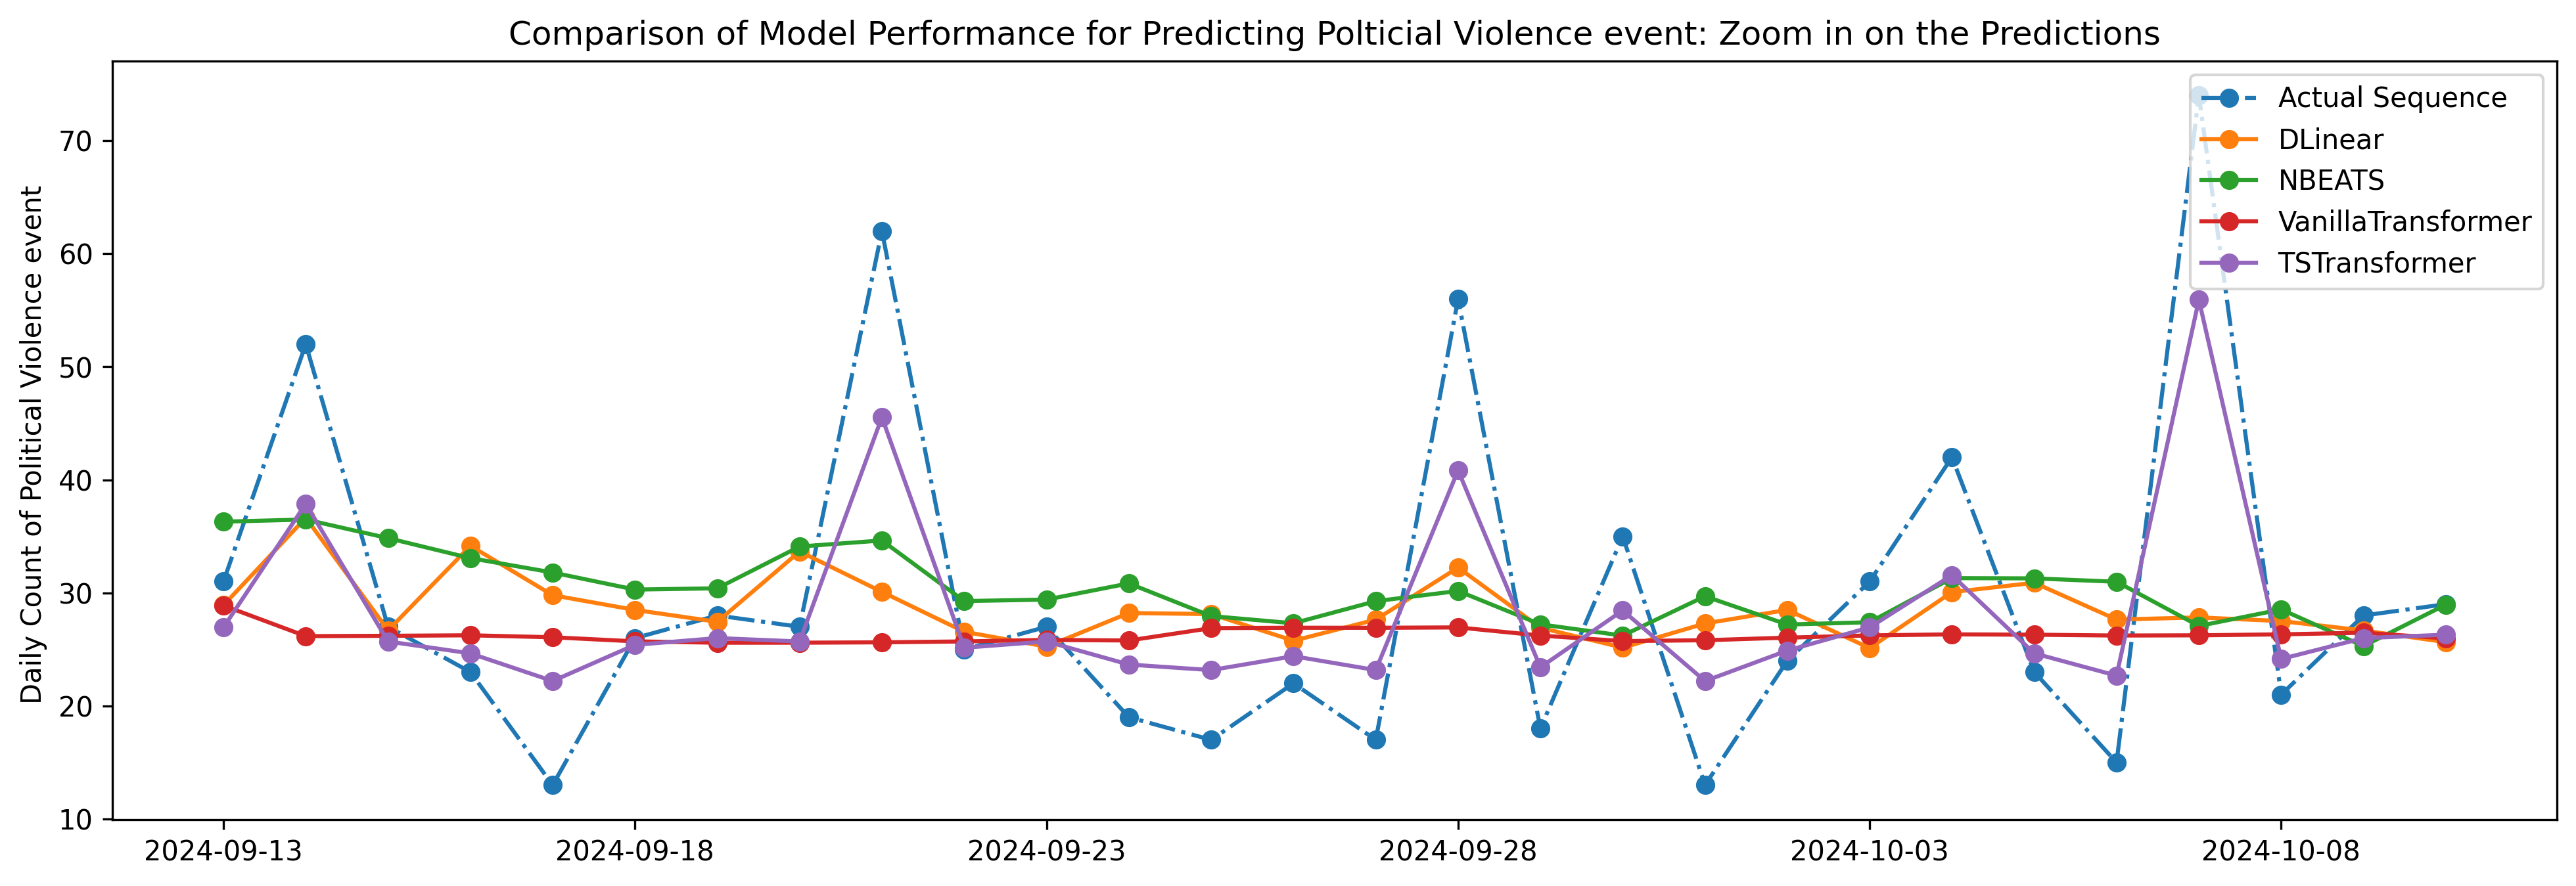 Comparison of Model Performance for Predicting Polticial Violence event: Zoom in on the Predictions
Daily Count of Political Violence event
70
60
50
40
30
20
10
2024-09-13
2024-09-18
2024-09-23
2024-09-28
2024-10-03
2024-10-08
Actual Sequence
DLinear
NBEATS
VanillaTransformer
TSTransformer